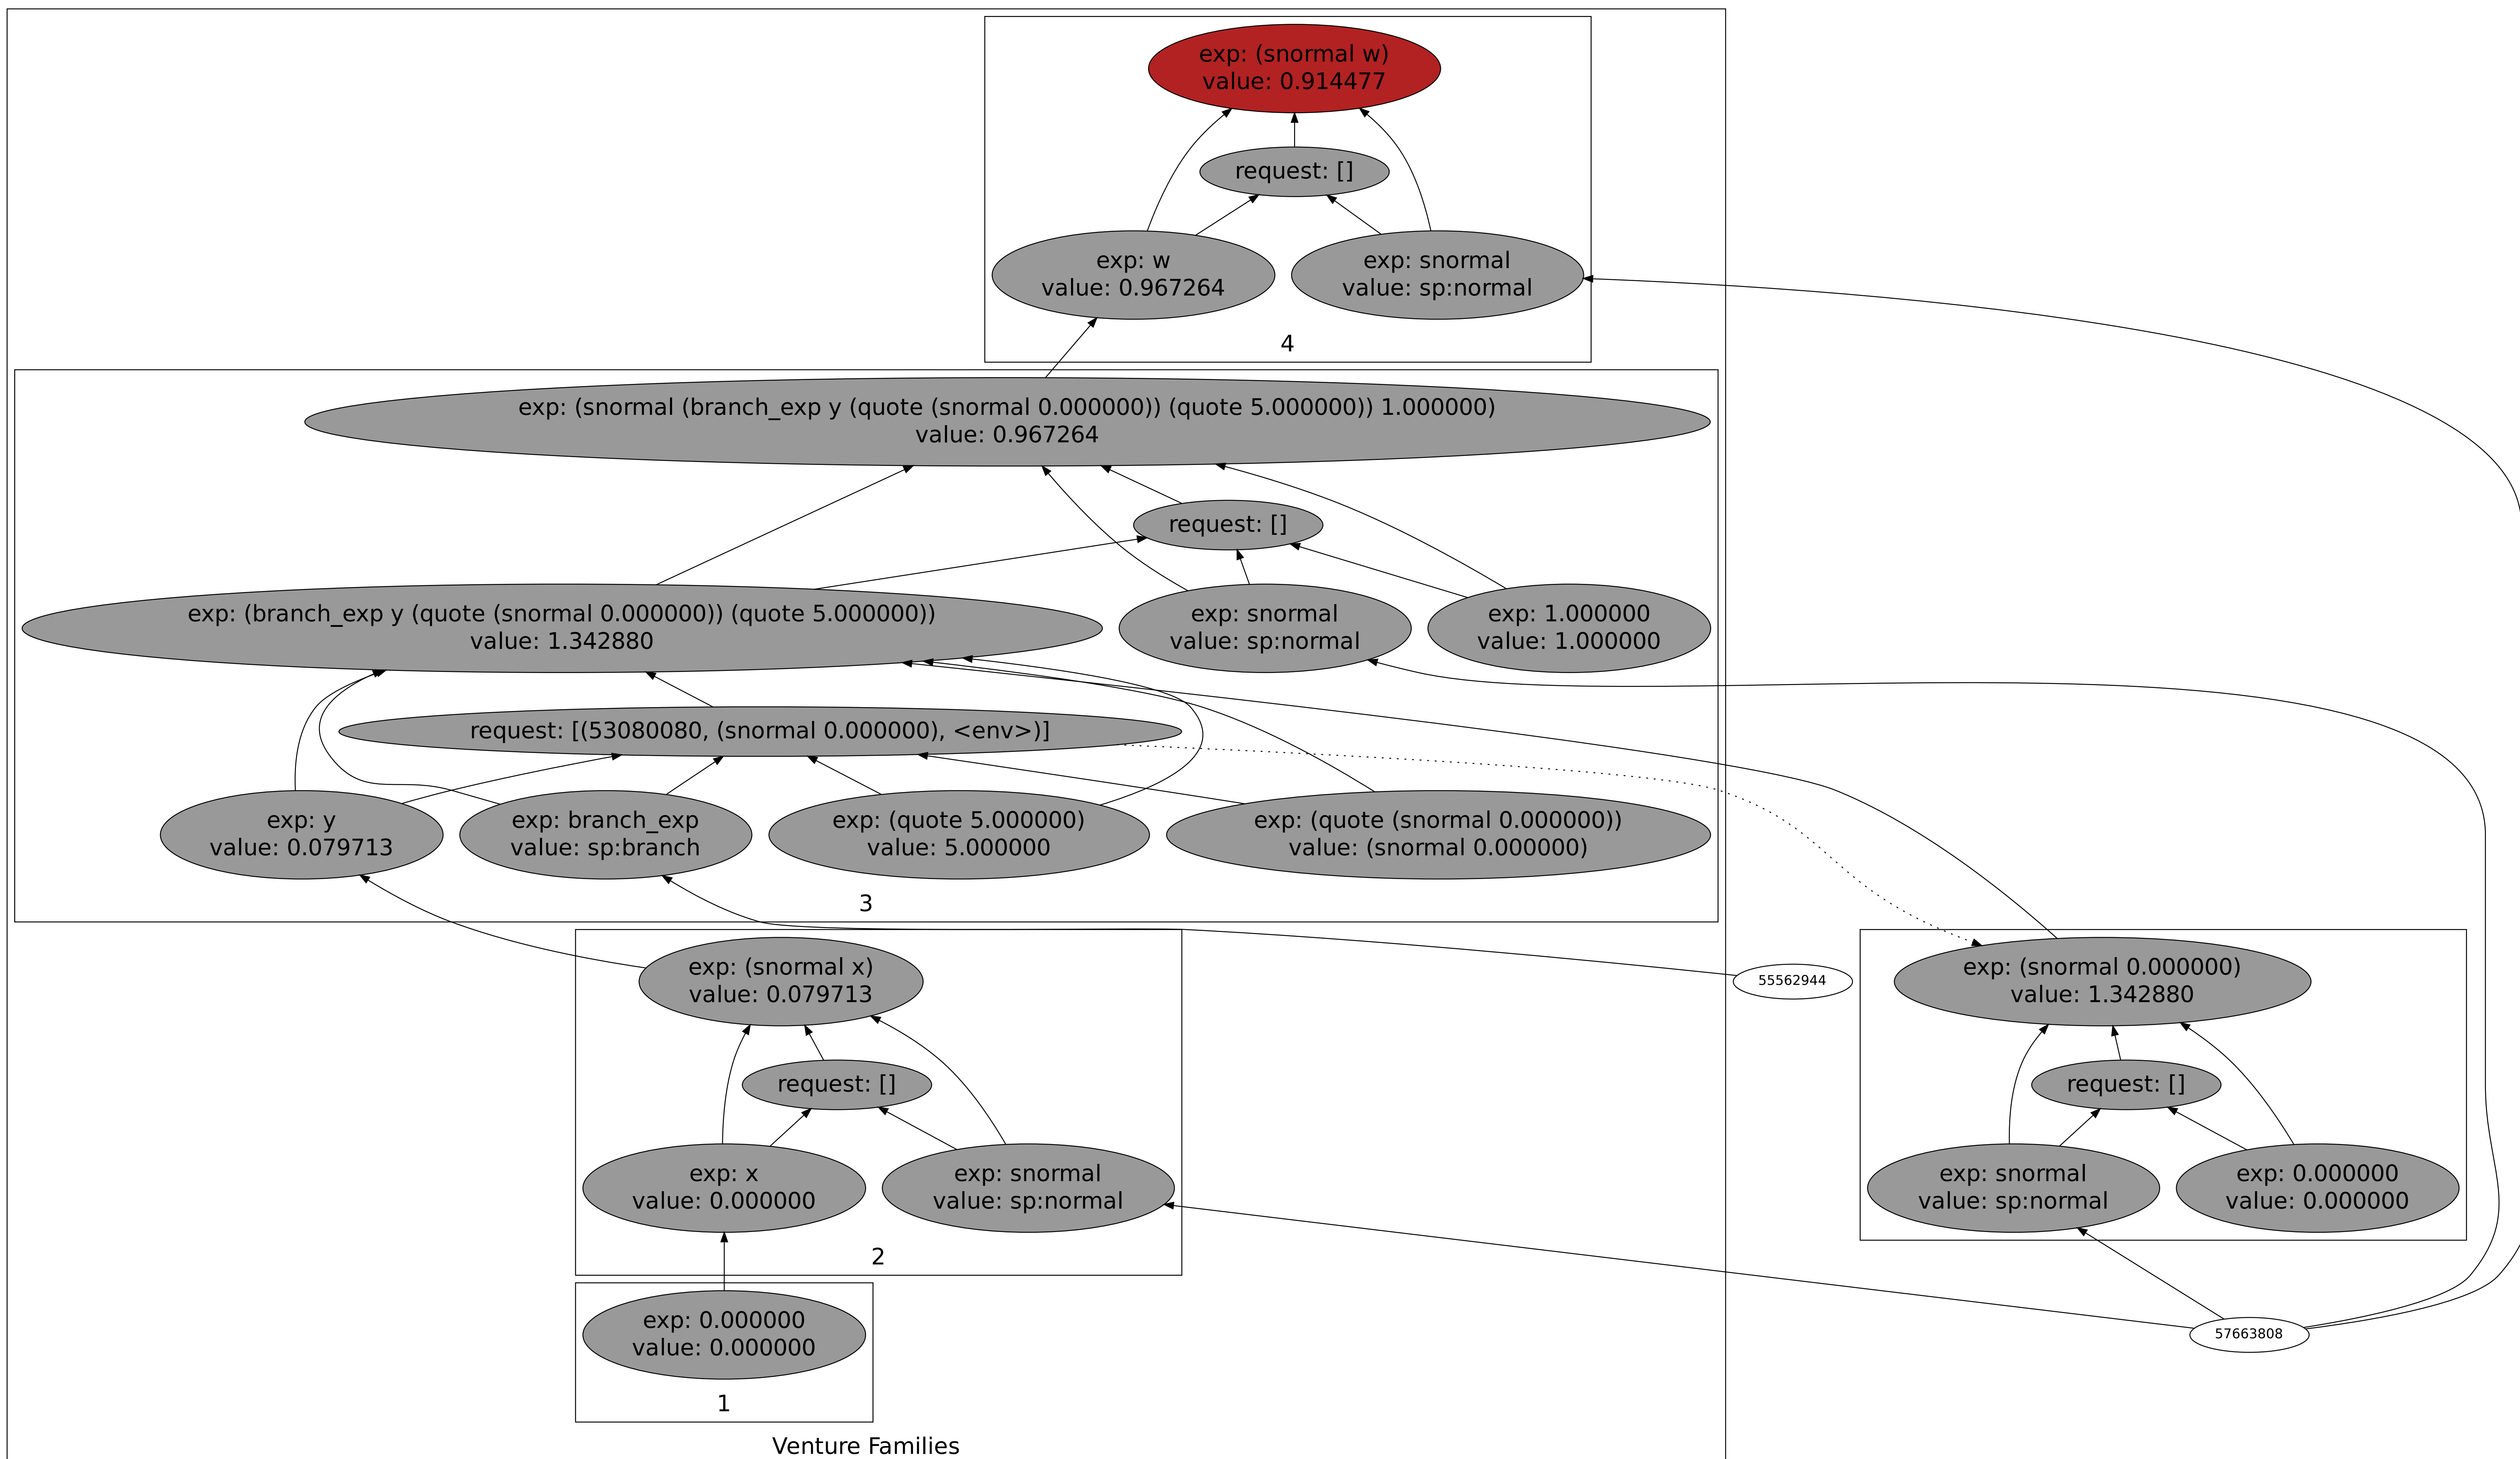 exp: (snormal w)
value: 0.914477
request: []
exp: w
value: 0.967264
exp: snormal
value: sp:normal
4
exp: (snormal (branch_exp y (quote (snormal 0.000000)) (quote 5.000000)) 1.000000)
value: 0.967264
request: []
exp: (branch_exp y (quote (snormal 0.000000)) (quote 5.000000))
value: 1.342880
exp: snormal
value: sp:normal
exp: 1.000000
value: 1.000000
request: [(53080080, (snormal 0.000000), <env>)]
exp: y
value: 0.079713
exp: branch_exp
value: sp:branch
exp: (quote 5.000000)
value: 5.000000
exp: (quote (snormal 0.000000))
value: (snormal 0.000000)
3
exp: (snormal x)
value: 0.079713
55562944
exp: (snormal 0.000000)
value: 1.342880
request: []
request: []
exp: x
value: 0.000000
exp: snormal
value: sp:normal
exp: snormal
value: sp:normal
exp: 0.000000
value: 0.000000
2
exp: 0.000000
value: 0.000000
57663808
1
Venture Families